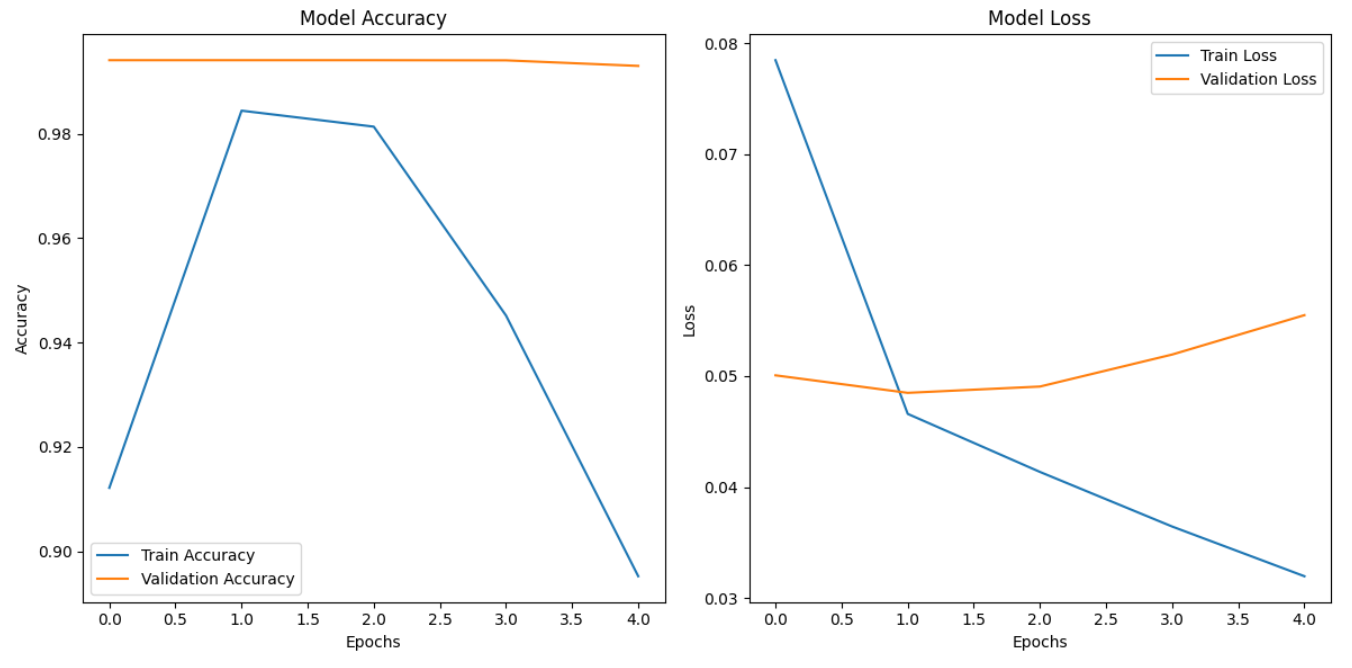 Model Accuracy
0.98
0.96
0.94
0.92
0.90
Accuracy
Train Accuracy
Validation Accuracy
0.0 0.5 1.0 1.5 2.0 2.5 3.0 3.5 4.0
Epochs
Model Loss
0.08
0.07
0.06
0.05
0.04
0.03
Loss
Train Loss
Validation Loss
0.0 0.5 1.0 1.5 2.0 2.5 3.0 3.5 4.0
Epochs